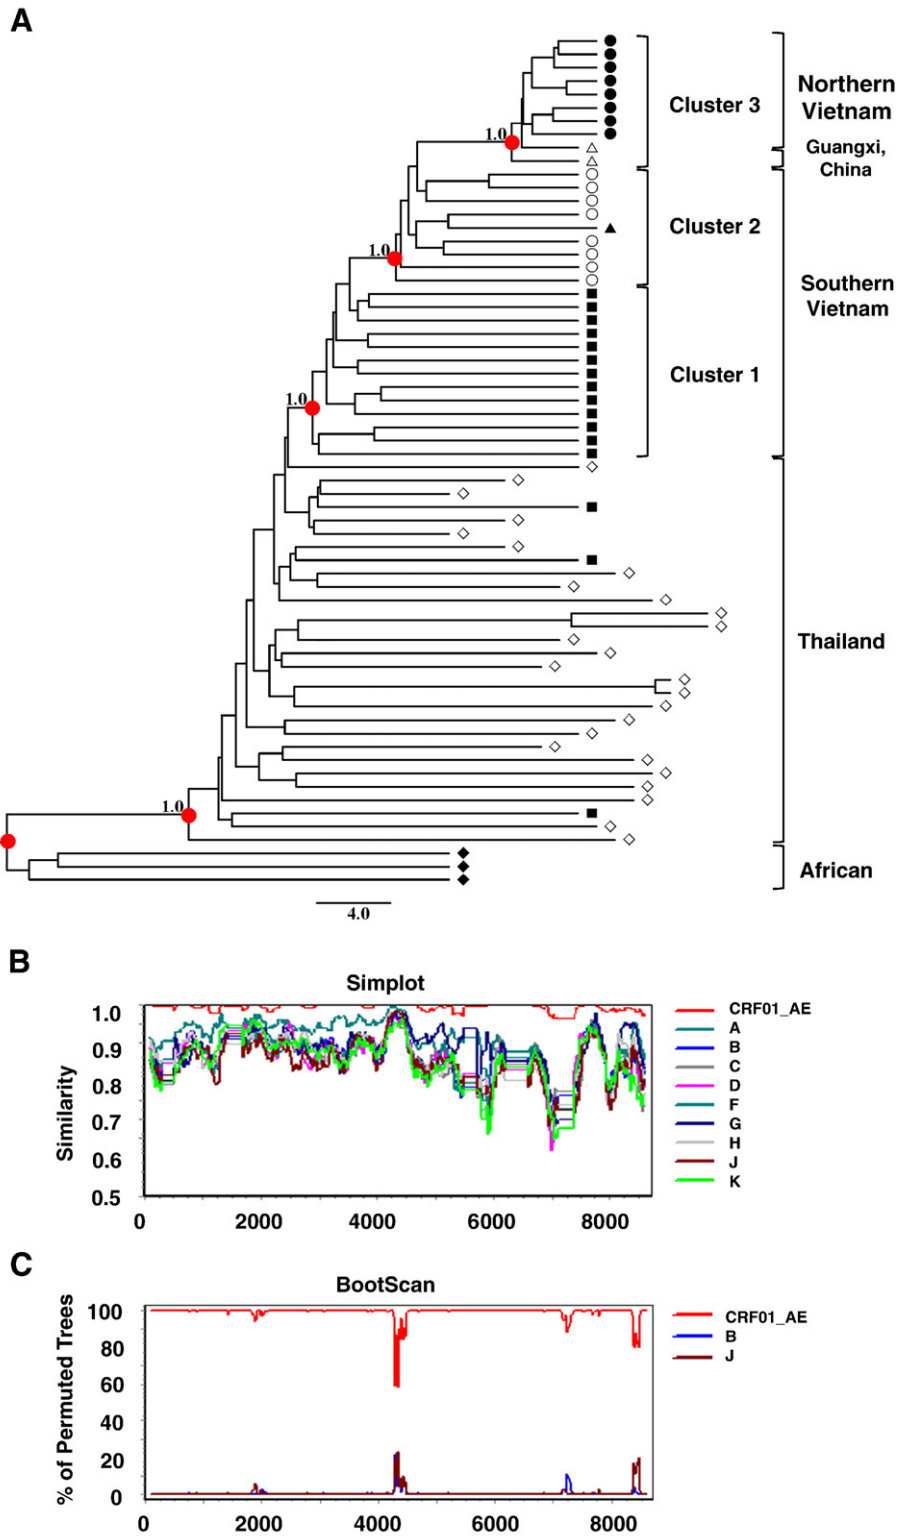 A
1.0
Cluster 3
Northern
Vietnam
Guangxi,
China
1.0
Cluster 2
Southern
Vietnam
1.0
Cluster 1
Thailand
1.0
African
4.0
B
Simplot
Similarity
1.0
0.9
0.8
0.7
0.6
0.5
0 2000 4000 6000 8000
CRF01_AE
A
B
C
D
F
G
H
J
K
C
BootScan
% of Permuted Trees
100
80
60
40
20
0
0 2000 4000 6000 8000
CRF01_AE
B
J